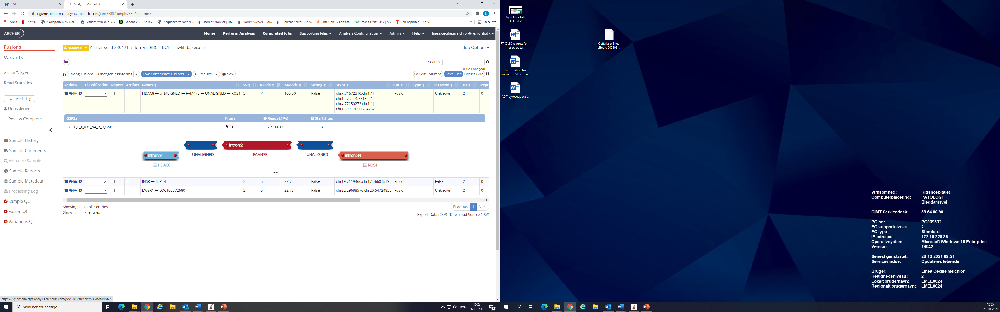 TVC
Analysis | ArcherDX
rigshospitaletpa.analysis.archerdx.com/job/3783/sample/880/isoforms/
Apps Netflix Skoleporten Ny Hol... Variant VAR_02617... Variant VAR_00570... Sequence Variant N... Torrent Browser | Lif... Torrent Server - Tor... Torrent Server - Tor... IntOGen - Glioblast... rs34549764 SNV | h... Ion Reporter | Ther... » Læseliste
ARCHER Home Perform Analysis Completed Jobs Supporting Files Analysis Configuration Admin Help linea.cecilie.melchior@regionh.dk
Fusions
Variants
Assay Targets
Read Statistics
Low Med High
Unassigned
Review Complete
Sample History
Sample Comments
Visualize Sample
Sample Reports
Sample Metadata
Processing Log
Sample QC
Fusion QC
Variations QC
Archived Archer solid 280421 / Ion_V2_RBC1_BC11_rawlib.basecaller
Job Options
Search:
(Grid Changed)
Strong Fusions & Oncogenic Isoforms Low Confidence Fusions All Results New
Edit Columns Save Grid Reset Grid
Actions Classification Report Artifact Genes SS Reads %Reads Strong Brkpt Cat Type InFrame TO Rept
HDAC8 → UNALIGNED → FAM47E → UNALIGNED → ROS1 3 7 100.00 False chrX:71672310,chr1:1| Fusion Unknown 2 0
chr1:27,chr4:77150212|
chr4:77150273,chr1:1|
chr1:30,chr6:117642621
GSP2s Filters Reads (#/%) Start Sites
ROS1_E_r_035_84_R_0_GSP2 7 / 100.00 3
+
Intron:2
-
Intron:9
UNALIGNED FAM47E UNALIGNED
Intron:34
HDAC8 ROS1
INSR → SEPT4 2 5 27.78 False chr19:7119466,chr17:56601519 Fusion False 2 0
EWSR1 → LOC105372680 2 5 22.73 False chr22:29688576,chr20:54724850 Fusion Unknown 2 0
Showing 1 to 3 of 3 entries
Previous 1 Next
Show 25 entries
Export Data (CSV) Download Source (TSV)
https://rigshospitaletpa.analysis.archerdx.com/job/3783/sample/880/isoforms/#
Skriv her for at søge
DAN
15:27
26-10-2021
22
Ny telefonliste
11-11-2020
RT-QuIC request form
for overseas
Information for
overseas CSF RT-Qu...
AGT_pyrosequenci...
Coffalyser Sheet
Library 2021031...
Virksomhed: Rigshospitalet
Computerplacering: PATOLOGI
Blegdamsvej
CIMT Servicedesk: 38 64 80 80
PC nr.: PC009592
PC supportniveau: 2
PC type: Standard
IP-adresse: 172.16.228.36
Operativsystem: Microsoft Windows 10 Enterprise
Version: 19042
Senest genstartet: 26-10-2021 08:21
Servicevindue: Opdateres løbende
Bruger: Linea Cecilie Melchior
Rettighedsniveau: 2
Lokalt brugernavn: LMEL0024
Regionalt brugernavn: LMEL0024
15:27
26-10-2021